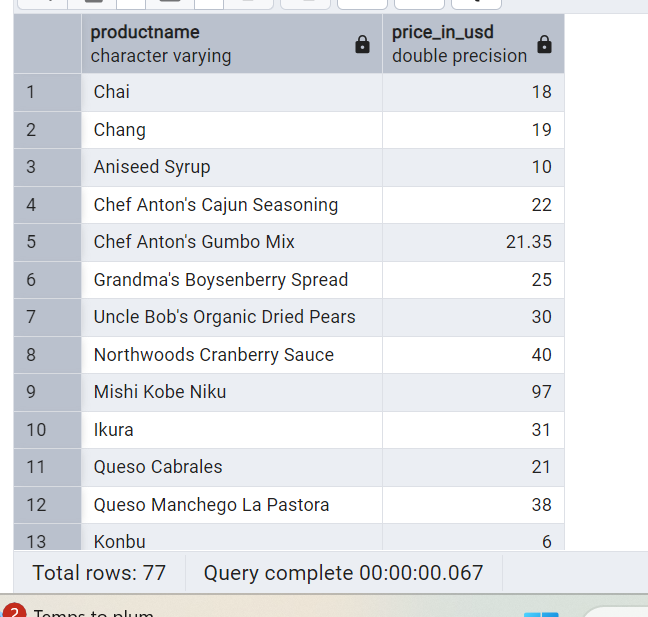 productname price_in_usd
character varying double precision
1 Chai 18
2 Chang 19
3 Aniseed Syrup 10
4 Chef Anton's Cajun Seasoning 22
5 Chef Anton's Gumbo Mix 21.35
6 Grandma's Boysenberry Spread 25
7 Uncle Bob's Organic Dried Pears 30
8 Northwoods Cranberry Sauce 40
9 Mishi Kobe Niku 97
10 Ikura 31
11 Queso Cabrales 21
12 Queso Manchego La Pastora 38
13 Konbu 6
Total rows: 77 Query complete 00:00:00.067
2 Temps to plum